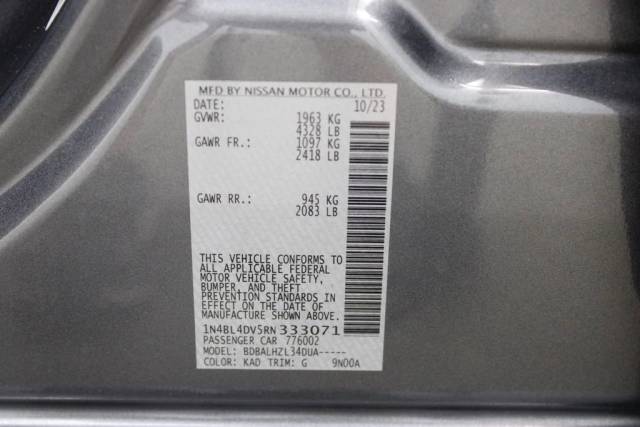 MFD BY NISSAN MOTOR CO., LTD.
DATE: 10/23
GVWR: 1963 KG
4328 LB
GAWR FR.: 1097 KG
2418 LB
GAWR RR.: 945 KG
2083 LB
THIS VEHICLE CONFORMS TO
ALL APPLICABLE FEDERAL
MOTOR VEHICLE SAFETY,
BUMPER, AND THEFT
PREVENTION STANDARDS IN
EFFECT ON THE DATE OF
MANUFACTURE SHOWN ABOVE.
1N4BL4DV5RN333071
PASSENGER CAR 776002
MODEL: BDBALHZL34DUA-----
COLOR: KAD TRIM: G 9N00A